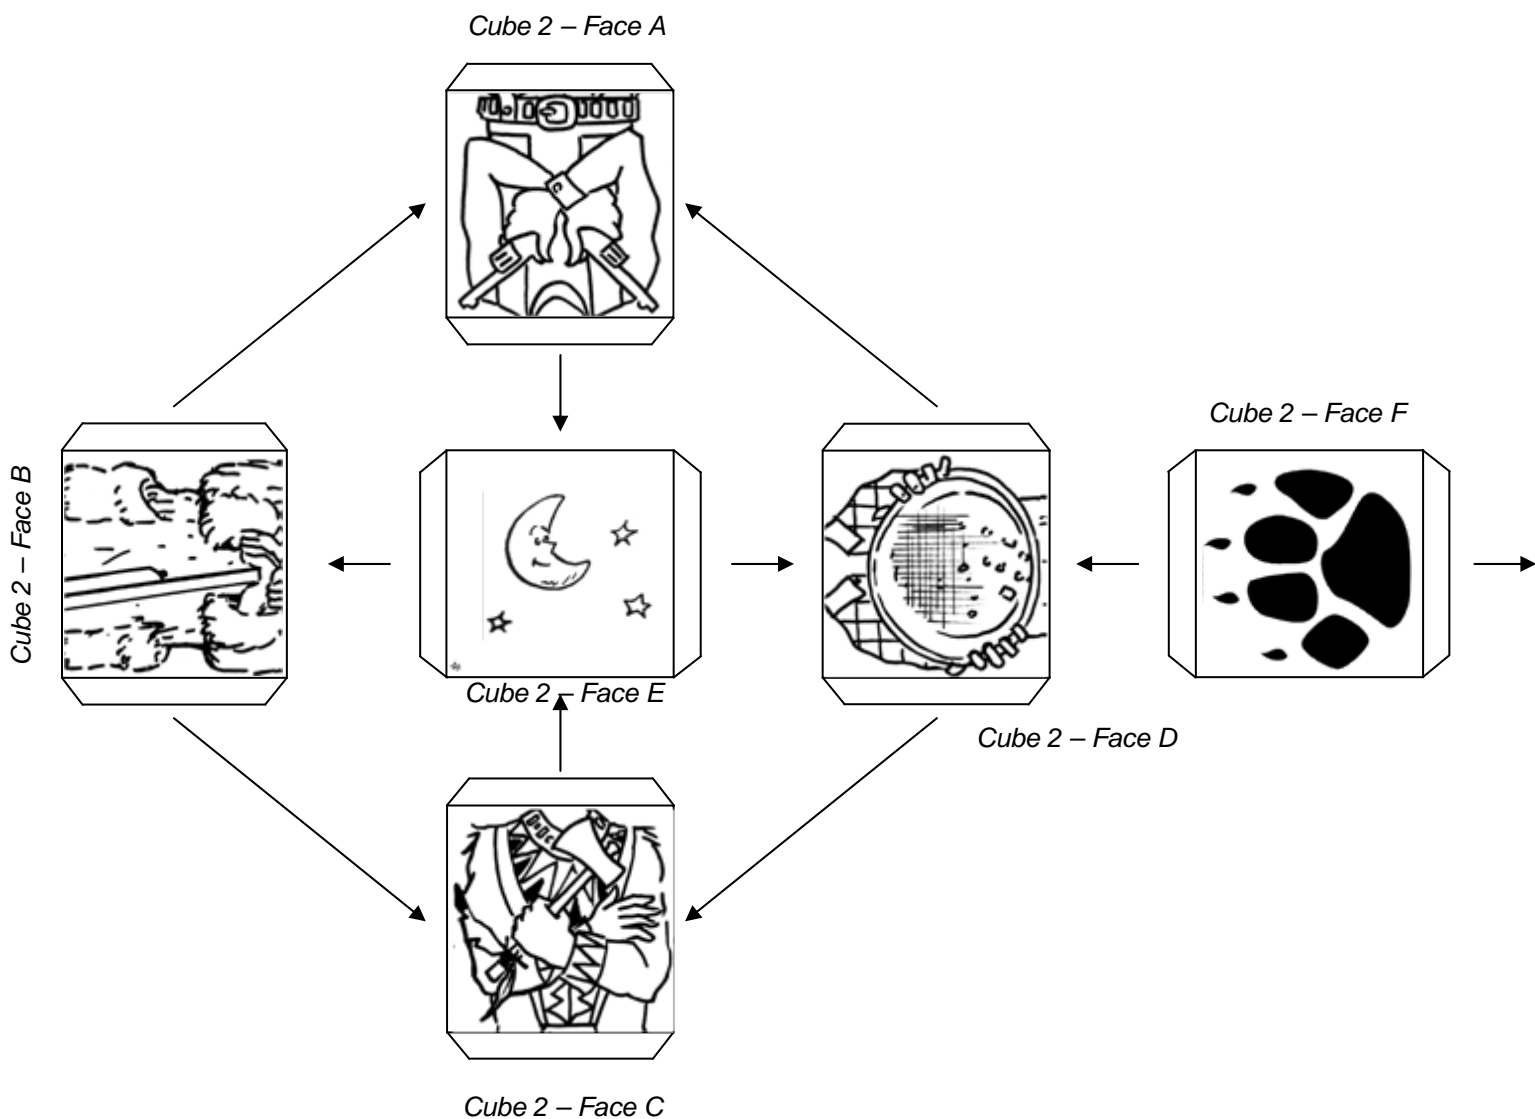 Cube 2 – Face A
Cube 2 – Face F
Cube 2 – Face B
Cube 2 – Face E
Cube 2 – Face D
Cube 2 – Face C